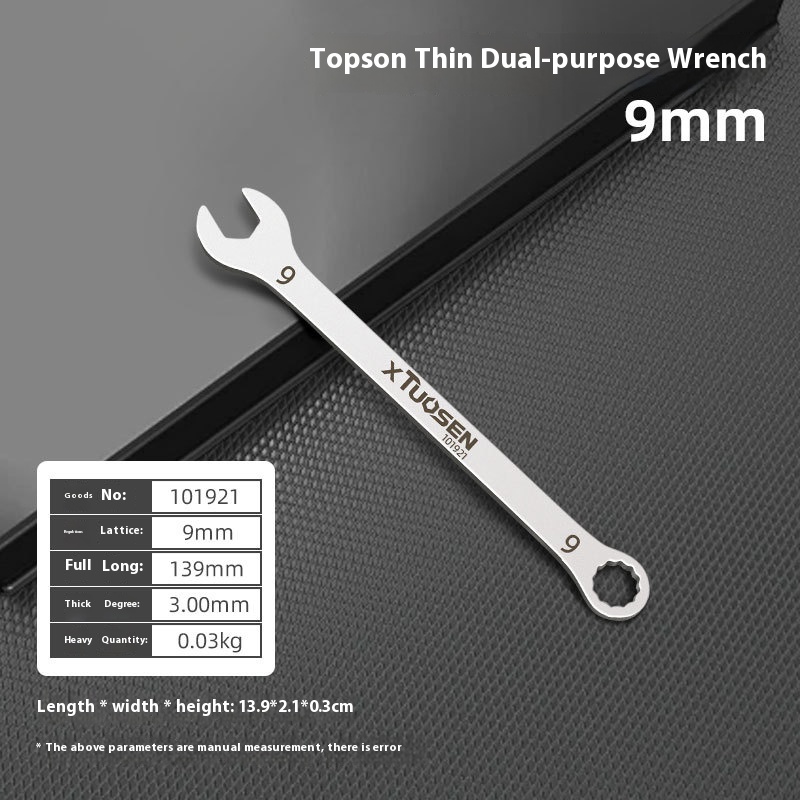 Topson Thin Dual-purpose Wrench
9mm
9
XTUOSEN
101921
9
Goods No: 101921
Lattice: 9mm
Full Long: 139mm
Thick Degree: 3.00mm
Heavy Quantity: 0.03kg
Length * width * height: 13.9*2.1*0.3cm
* The above parameters are manual measurement, there is error